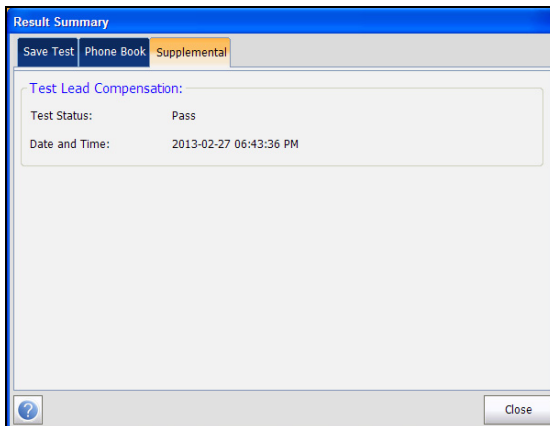 Result Summary
Save Test Phone Book Supplemental
Test Lead Compensation:
Test Status: Pass
Date and Time: 2013-02-27 06:43:36 PM
? Close